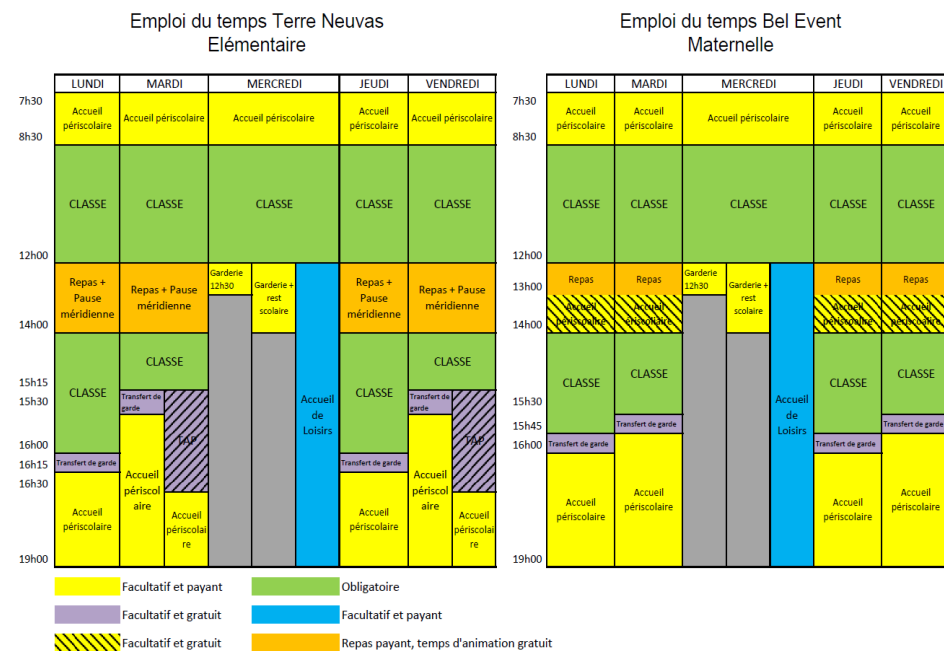 Emploi du temps Terre Neuvas
Elémentaire
LUNDI MARDI MERCREDI JEUDI VENDREDI
7h30
8h30
12h00
14h00
15h15
15h30
16h00
16h15
16h30
19h00
Accueil
périscolaire
Accueil périscolaire
Accueil périscolaire
Accueil
périscolaire
Accueil périscolaire
CLASSE CLASSE CLASSE CLASSE CLASSE
Repas +
Pause
méridienne
Repas + Pause
méridienne
Garderie
12h30
Garderie +
rest
scolaire
Repas +
Pause
méridienne
Repas + Pause
méridienne
CLASSE
CLASSE
CLASSE
CLASSE
Transfert de
garde
TAP
Accueil
de
Loisirs
Transfert de
garde
TAP
Transfert de garde
Transfert de garde
Accueil
périscolaire
Accueil
périscol
aire
Accueil
périscolai
re
Accueil
périscolaire
Accueil
périscol
aire
Accueil
périscolai
re
Emploi du temps Bel Event
Maternelle
LUNDI MARDI MERCREDI JEUDI VENDREDI
7h30
8h30
12h00
13h00
14h00
15h30
15h45
16h00
19h00
Accueil
périscolaire
Accueil
périscolaire
Accueil périscolaire
Accueil
périscolaire
Accueil
périscolaire
CLASSE CLASSE CLASSE CLASSE CLASSE
Repas
Repas
Garderie
12h30
Garderie +
rest
scolaire
Repas
Repas
Accueil
Accueil
Accueil
Accueil
CLASSE
CLASSE
Accueil
de
Loisirs
CLASSE
CLASSE
Transfert de garde
Transfert de garde
Transfert de garde
Transfert de garde
Accueil
périscolaire
Accueil
périscolaire
Accueil
périscolaire
Accueil
périscolaire
Facultatif et payant
Obligatoire
Facultatif et gratuit
Facultatif et payant
Facultatif et gratuit
Repas payant, temps d'animation gratuit